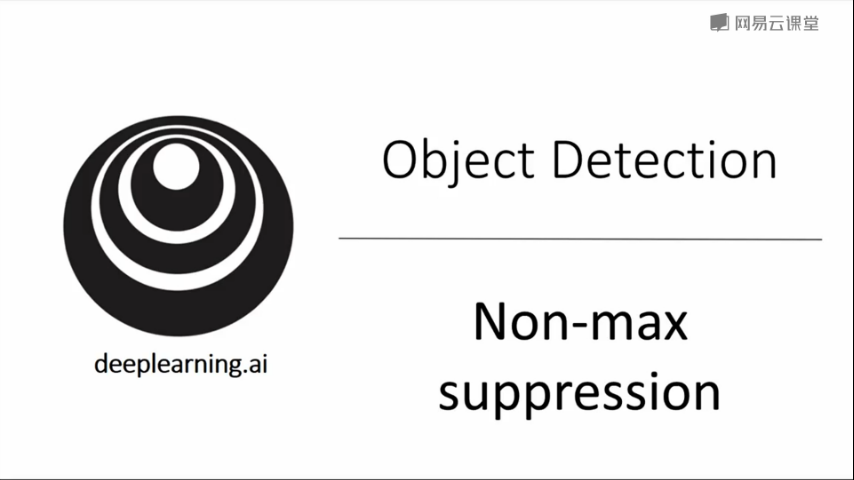 网易云课堂
Object Detection
Non-max
suppression
deeplearning.ai